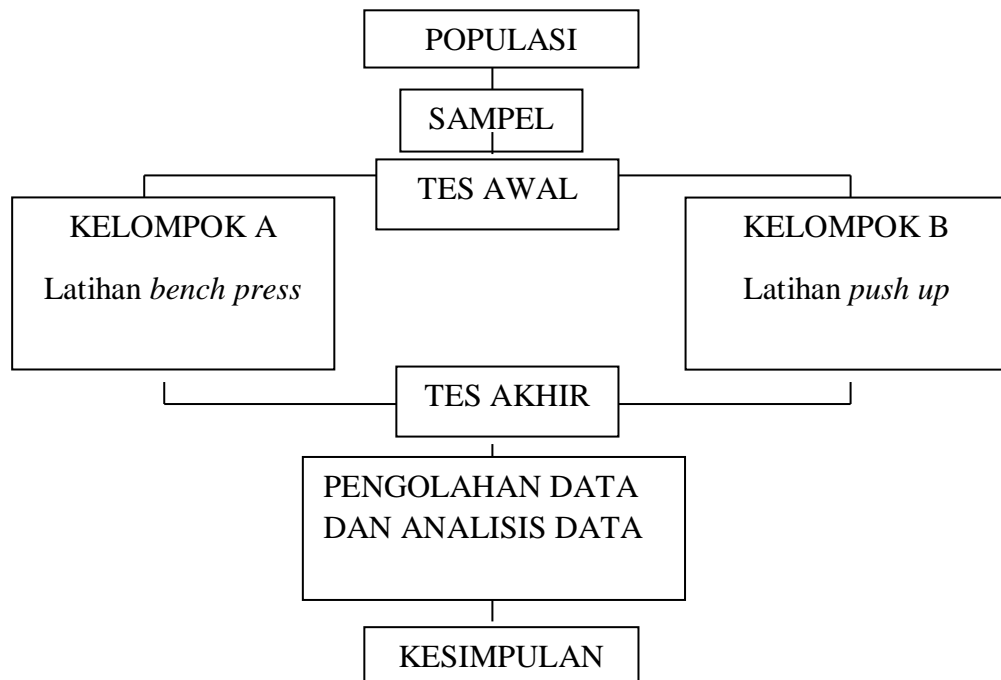 POPULASI
SAMPEL
TES AWAL
KELOMPOK A
Latihan bench press
KELOMPOK B
Latihan push up
TES AKHIR
PENGOLAHAN DATA
DAN ANALISIS DATA
KESIMPULAN